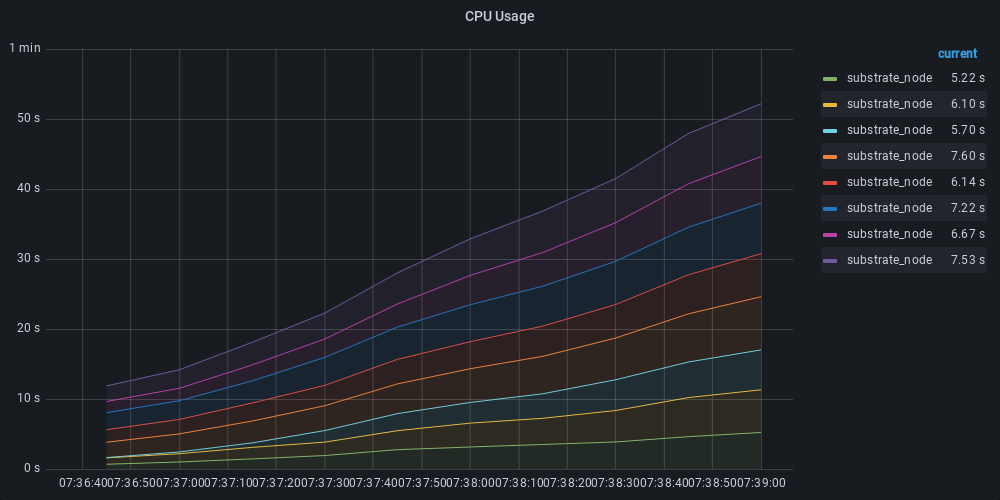 CPU Usage
1 min
50 s
40 s
30 s
20 s
10 s
0 s
07:36:40 07:36:50 07:37:00 07:37:10 07:37:20 07:37:30 07:37:40 07:37:50 07:38:00 07:38:10 07:38:20 07:38:30 07:38:40 07:38:50 07:39:00
current
substrate_node 5.22 s
substrate_node 6.10 s
substrate_node 5.70 s
substrate_node 7.60 s
substrate_node 6.14 s
substrate_node 7.22 s
substrate_node 6.67 s
substrate_node 7.53 s